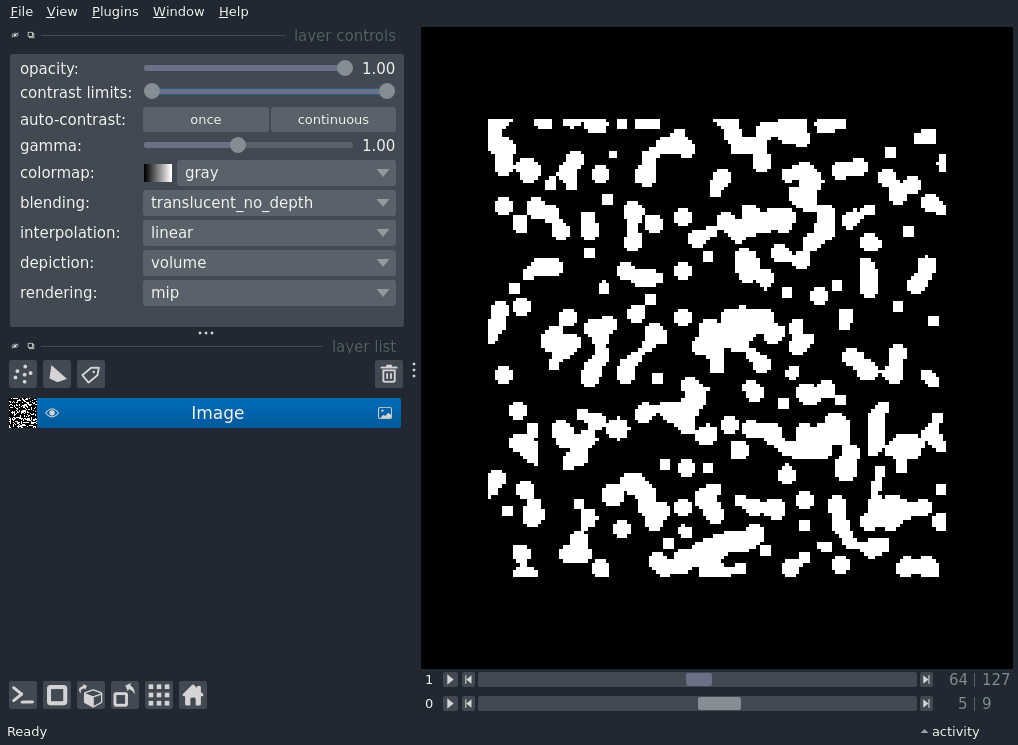 File View Plugins Window Help
layer controls
opacity: 1.00
contrast limits:
auto-contrast: once continuous
gamma: 1.00
colormap: gray
blending: translucent_no_depth
interpolation: linear
depiction: volume
rendering: mip
layer list
Image
1 64 | 127
0 5 | 9
Ready activity